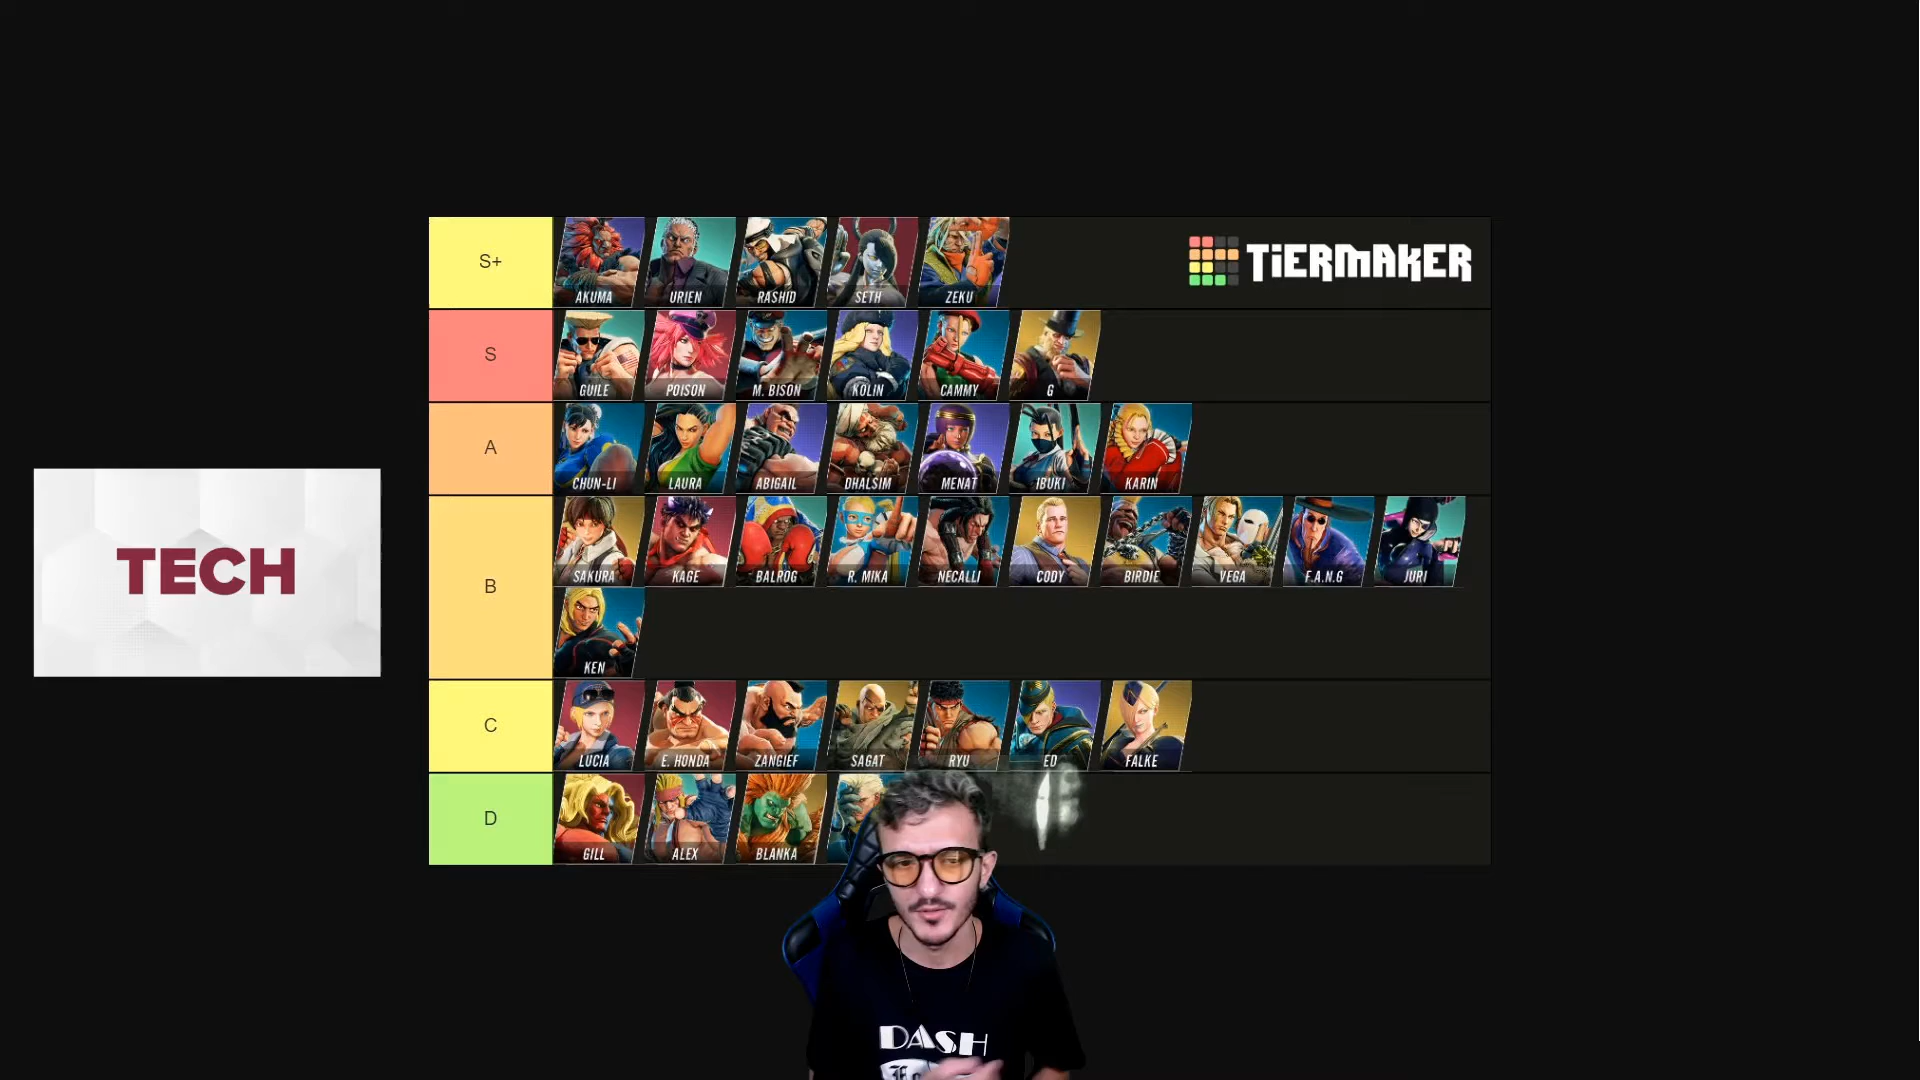 S+
AKUMA URIEN RASHID SETH ZEKU
TIERMAKER
S
GUILE POISON M. BISON KOLIN CAMMY G
A
CHUN-LI LAURA ABIGAIL DHALSIM MENAT IBUKI KARIN
B
SAKURA KAGE BALROG R. MIKA NECALLI CODY BIRDIE VEGA F.A.N.G JURI
KEN
C
LUCIA E. HONDA ZANGIEF SAGAT RYU ED FALKE
D
GILL ALEX BLANKA
TECH
DASH